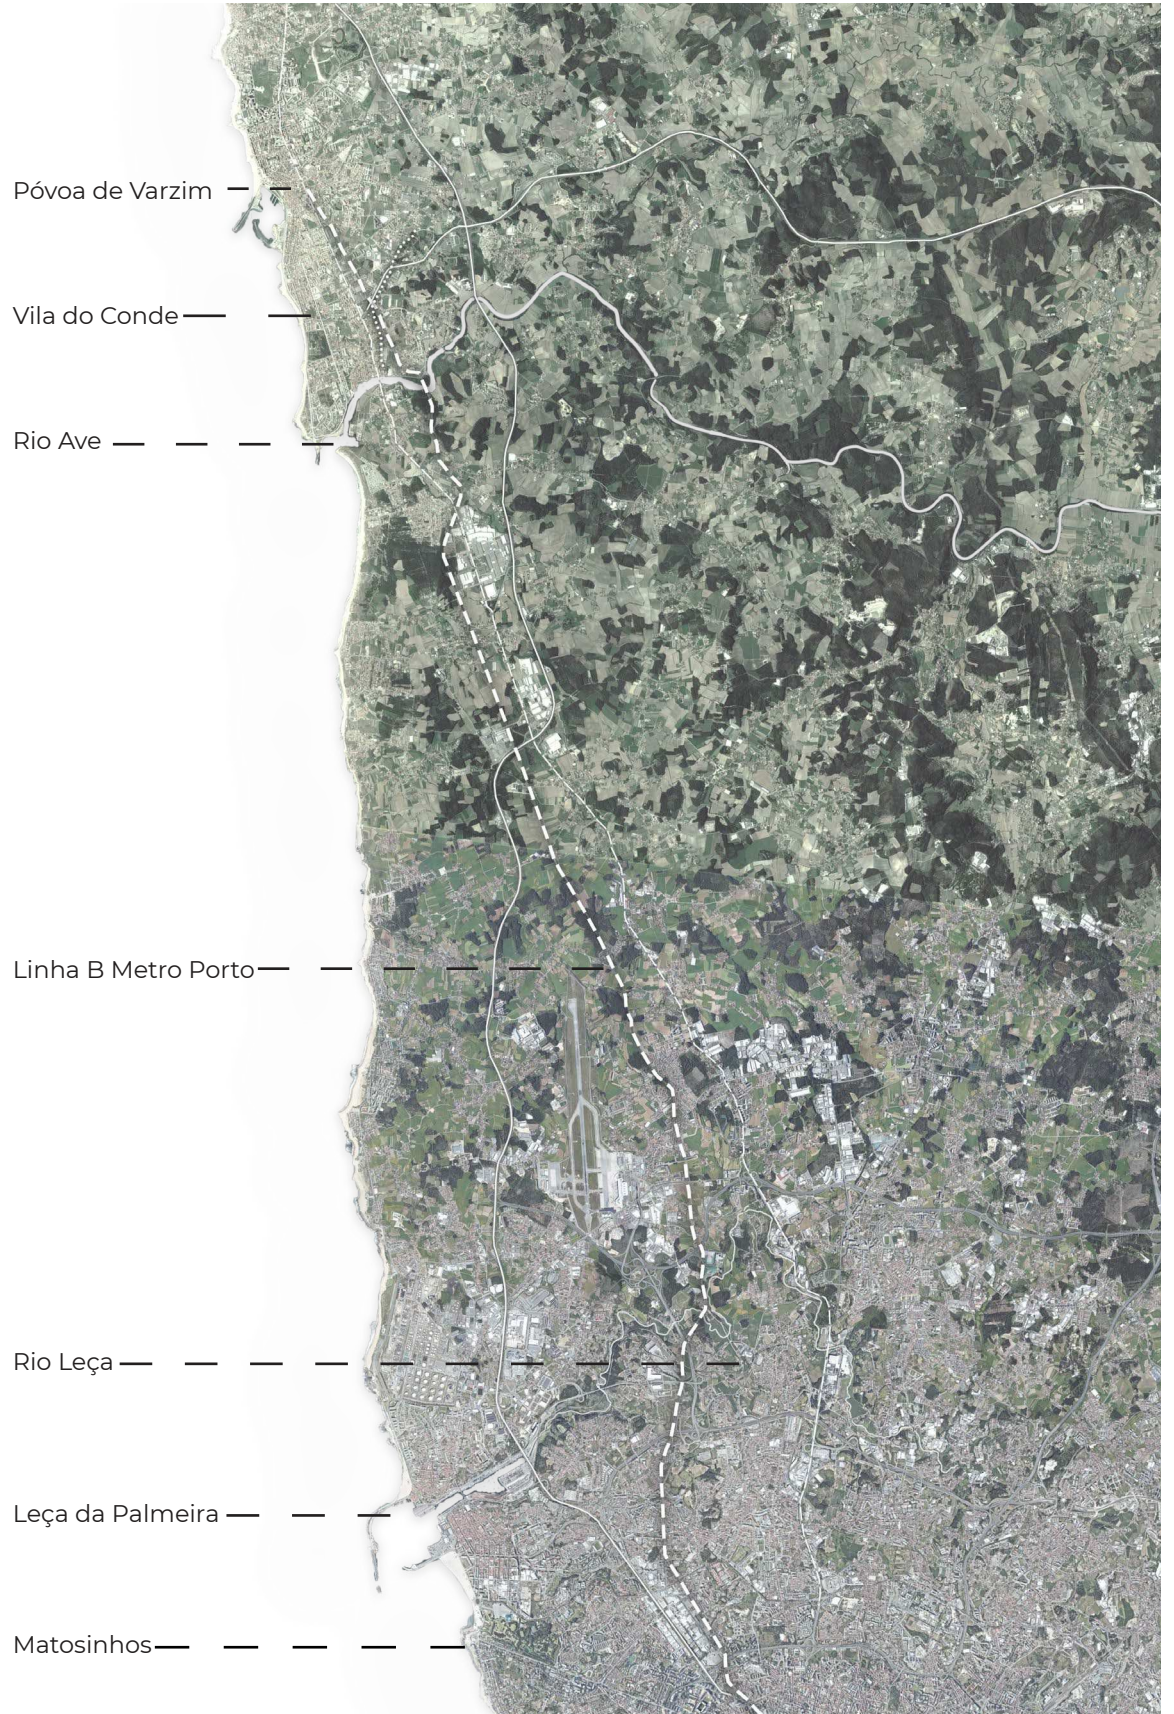 Póvoa de Varzim
Vila do Conde
Rio Ave
Linha B Metro Porto
Rio Leça
Leça da Palmeira
Matosinhos